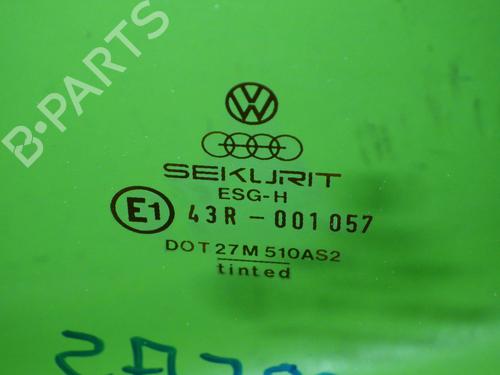 B-PARTS
SEKURIT
ESG-H
E1 43R - 001 057
DOT 27M 510AS2
tinted